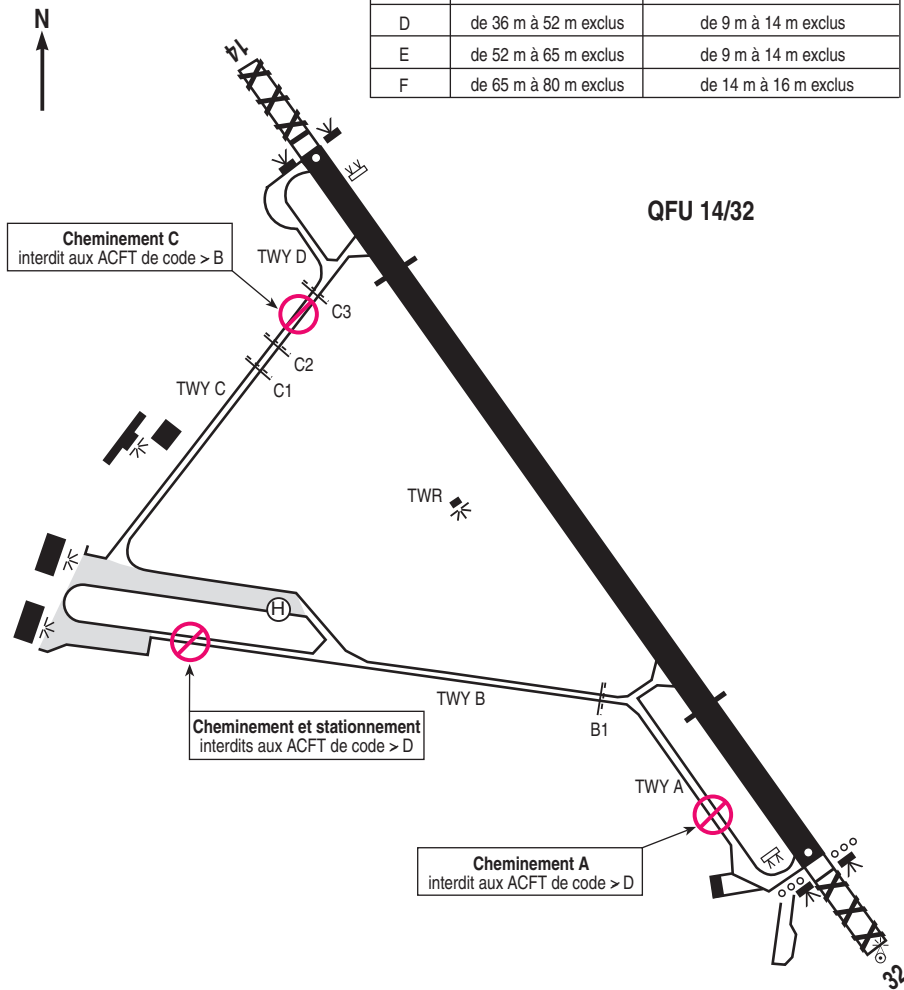 N
D de 36 m à 52 m exclus de 9 m à 14 m exclus
E de 52 m à 65 m exclus de 9 m à 14 m exclus
F de 65 m à 80 m exclus de 14 m à 16 m exclus
14
QFU 14/32
Cheminement C
interdit aux ACFT de code > B
TWY D
C3
C2
C1
TWY C
TWR
H
TWY B
B1
Cheminement et stationnement
interdits aux ACFT de code > D
TWY A
Cheminement A
interdit aux ACFT de code > D
32